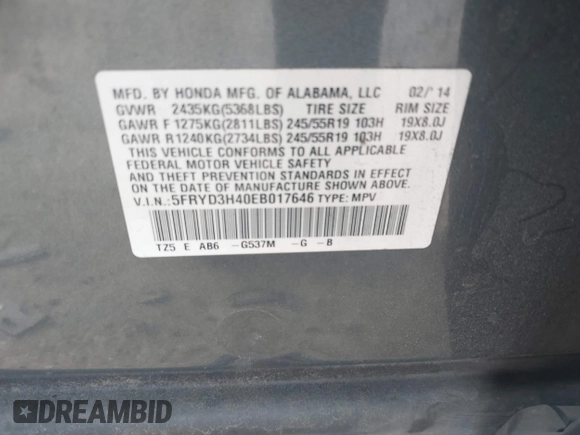 MFD. BY HONDA MFG. OF ALABAMA, LLC 02/'14
GVWR 2435KG(5368LBS) TIRE SIZE RIM SIZE
GAWR F 1275KG(2811LBS) 245/55R19 103H 19X8.0J
GAWR R1240KG(2734LBS) 245/55R19 103H 19X8.0J
THIS VEHICLE CONFORMS TO ALL APPLICABLE
FEDERAL MOTOR VEHICLE SAFETY
AND THEFT PREVENTION STANDARDS IN EFFECT
ON THE DATE OF MANUFACTURE SHOWN ABOVE.
V.I.N.:5FRYD3H40EB017646 TYPE: MPV
TZ5 E AB6 -G537M -G -B
DREAMBID